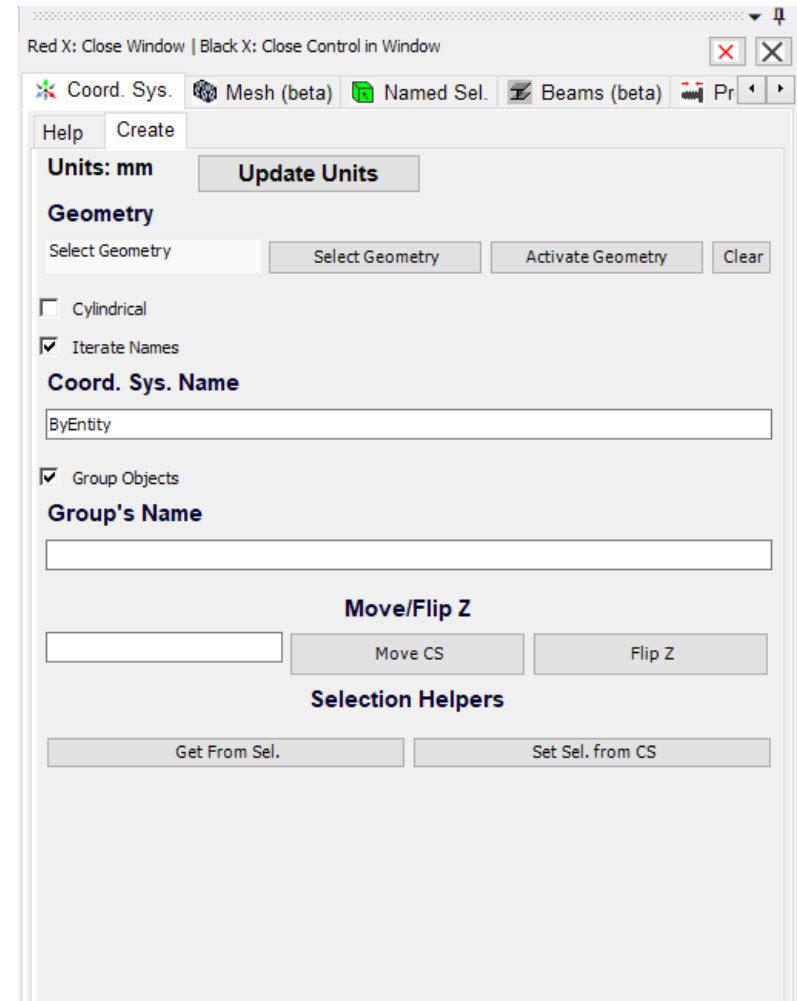 Red X: Close Window | Black X: Close Control in Window
Coord. Sys. Mesh (beta) Named Sel. Beams (beta) Pr
Help Create
Units: mm Update Units
Geometry
Select Geometry Select Geometry Activate Geometry Clear
Cylindrical
Iterate Names
Coord. Sys. Name
ByEntity
Group Objects
Group's Name
Move/Flip Z
Move CS Flip Z
Selection Helpers
Get From Sel. Set Sel. from CS